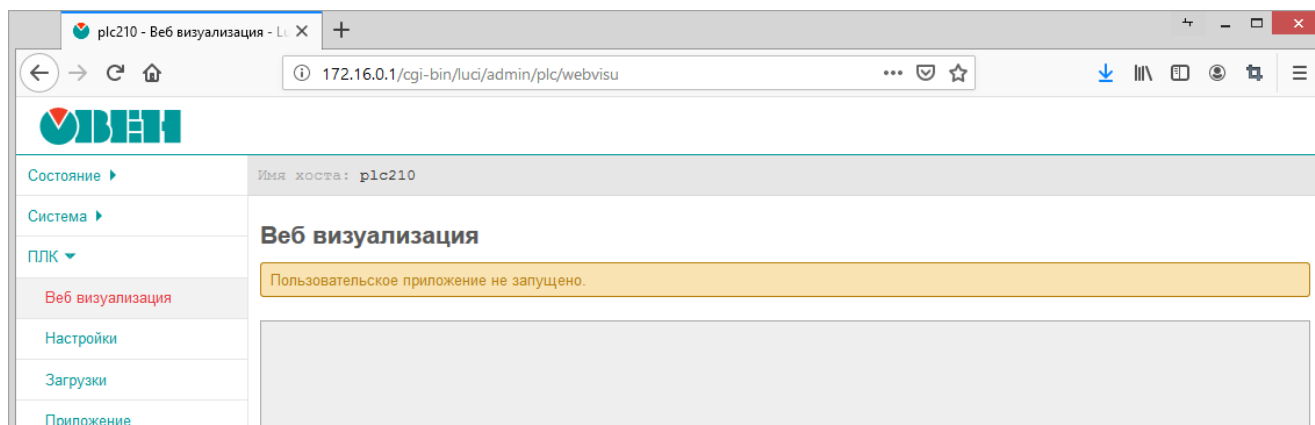 plc210 - Веб визуализация - Lu
172.16.0.1/cgi-bin/luci/admin/plc/webvisu
ОВЕН
Состояние
Имя хоста: plc210
Система
Веб визуализация
ПЛК
Пользовательское приложение не запущено.
Веб визуализация
Настройки
Загрузки
Приложение